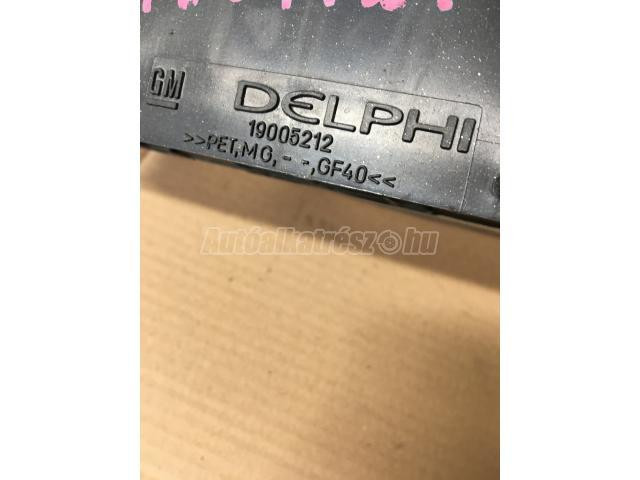 GM DELPHI
19005212
>>PET,MG,- -,GF40<<
Autóalkatrész.hu